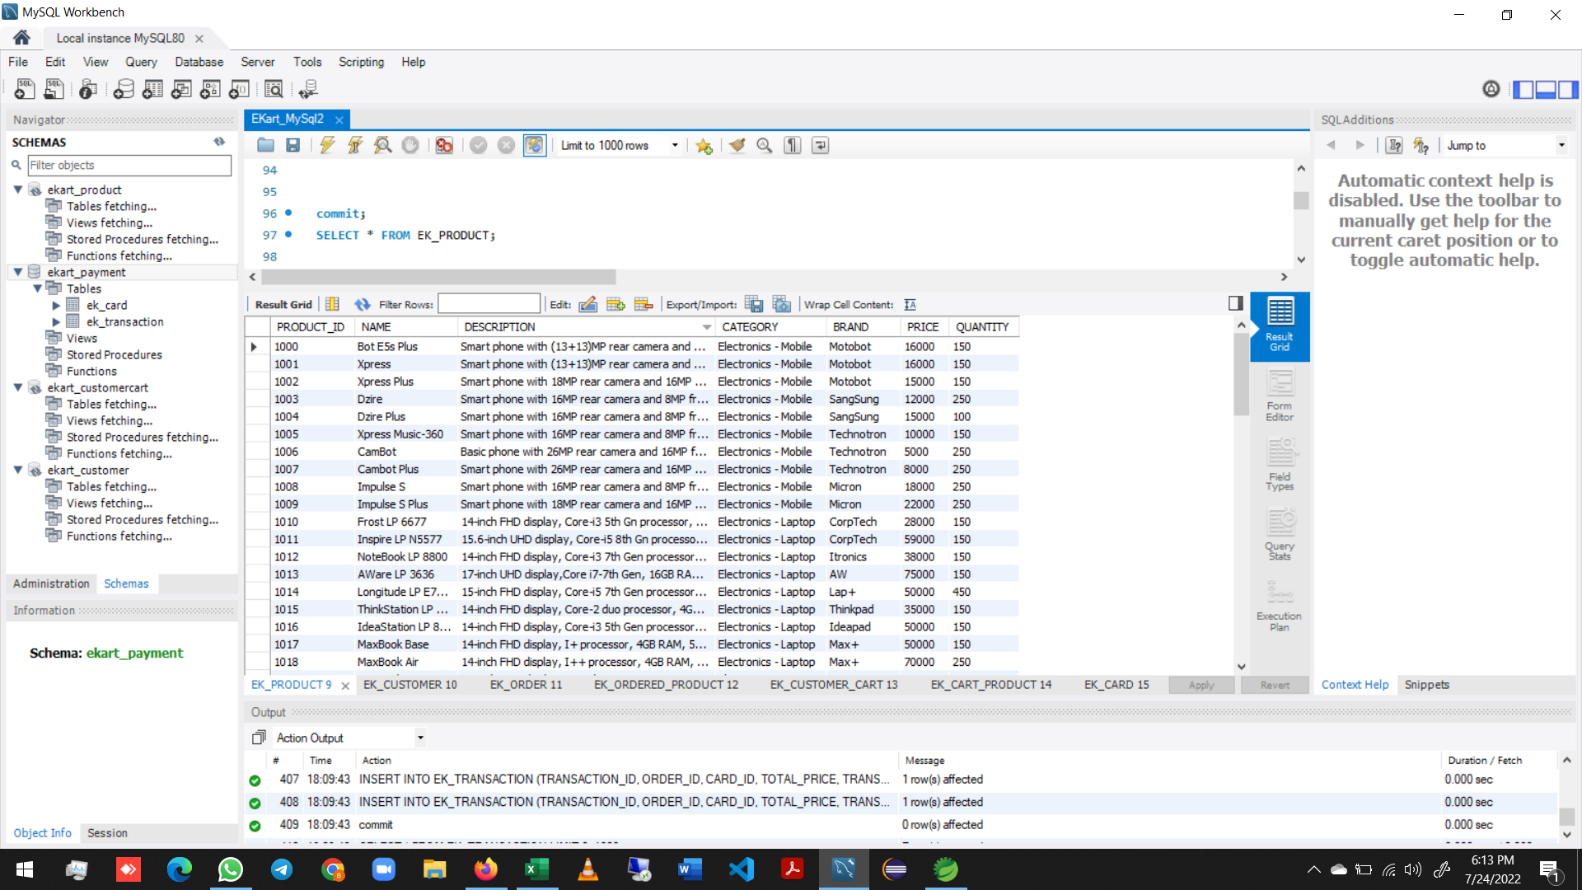 MySQL Workbench
Local instance MySQL80
File Edit View Query Database Server Tools Scripting Help
Navigator
SCHEMAS
Filter objects
ekart_product
Tables fetching...
Views fetching...
Stored Procedures fetching...
Functions fetching...
ekart_payment
Tables
ek_card
ek_transaction
Views
Stored Procedures
Functions
ekart_customercart
Tables fetching...
Views fetching...
Stored Procedures fetching...
Functions fetching...
ekart_customer
Tables fetching...
Views fetching...
Stored Procedures fetching...
Functions fetching...
Administration Schemas
Information
Schema: ekart_payment
Object Info Session
EKart_MySql2
Limit to 1000 rows
94
95
96 commit;
97 SELECT * FROM EK_PRODUCT;
98
Result Grid Filter Rows: Edit: Export/Import: Wrap Cell Content:
PRODUCT_ID NAME DESCRIPTION CATEGORY BRAND PRICE QUANTITY
1000 Bot E5s Plus Smart phone with (13+13)MP rear camera and ... Electronics - Mobile Motobot 16000 150
1001 Xpress Smart phone with (13+13)MP rear camera and ... Electronics - Mobile Motobot 16000 150
1002 Xpress Plus Smart phone with 18MP rear camera and 16MP ... Electronics - Mobile Motobot 15000 150
1003 Dzire Smart phone with 16MP rear camera and 8MP fr... Electronics - Mobile SangSung 12000 250
1004 Dzire Plus Smart phone with 16MP rear camera and 8MP fr... Electronics - Mobile SangSung 15000 100
1005 Xpress Music-360 Smart phone with 16MP rear camera and 8MP fr... Electronics - Mobile Technotron 10000 150
1006 CamBot Basic phone with 26MP rear camera and 16MP f... Electronics - Mobile Technotron 5000 250
1007 Cambot Plus Smart phone with 26MP rear camera and 16MP ... Electronics - Mobile Technotron 8000 250
1008 Impulse S Smart phone with 16MP rear camera and 8MP fr... Electronics - Mobile Micron 18000 250
1009 Impulse S Plus Smart phone with 18MP rear camera and 16MP ... Electronics - Mobile Micron 22000 250
1010 Frost LP 6677 14-inch FHD display, Core-i3 5th Gn processor, ... Electronics - Laptop CorpTech 28000 150
1011 Inspire LP N5577 15.6-inch UHD display, Core-i5 8th Gn processo... Electronics - Laptop CorpTech 59000 150
1012 NoteBook LP 8800 14-inch FHD display, Core-i3 7th Gen processor... Electronics - Laptop Itronics 38000 150
1013 AWare LP 3636 17-inch UHD display,Core i7-7th Gen, 16GB RA... Electronics - Laptop AW 75000 150
1014 Longitude LP E7... 15-inch FHD display, Core-i5 7th Gen processor... Electronics - Laptop Lap+ 50000 450
1015 ThinkStation LP ... 14-inch FHD display, Core-2 duo processor, 4G... Electronics - Laptop Thinkpad 35000 150
1016 IdeaStation LP 8... 14-inch FHD display, Core-i3 5th Gen processor... Electronics - Laptop Ideapad 50000 150
1017 MaxBook Base 14-inch FHD display, I+ processor, 4GB RAM, 5... Electronics - Laptop Max+ 50000 150
1018 MaxBook Air 14-inch FHD display, I++ processor, 4GB RAM, ... Electronics - Laptop Max+ 70000 250
Result Grid
Form Editor
Field Types
Query Stats
Execution Plan
EK_PRODUCT 9 EK_CUSTOMER 10 EK_ORDER 11 EK_ORDERED_PRODUCT 12 EK_CUSTOMER_CART 13 EK_CART_PRODUCT 14 EK_CARD 15 Apply Revert
SQLAdditions
Jump to
Automatic context help is
disabled. Use the toolbar to
manually get help for the
current caret position or to
toggle automatic help.
Context Help Snippets
Output
Action Output
# Time Action Message Duration / Fetch
407 18:09:43 INSERT INTO EK_TRANSACTION (TRANSACTION_ID, ORDER_ID, CARD_ID, TOTAL_PRICE, TRANS... 1 row(s) affected 0.000 sec
408 18:09:43 INSERT INTO EK_TRANSACTION (TRANSACTION_ID, ORDER_ID, CARD_ID, TOTAL_PRICE, TRANS... 1 row(s) affected 0.000 sec
409 18:09:43 commit 0 row(s) affected 0.000 sec
6:13 PM
7/24/2022
1